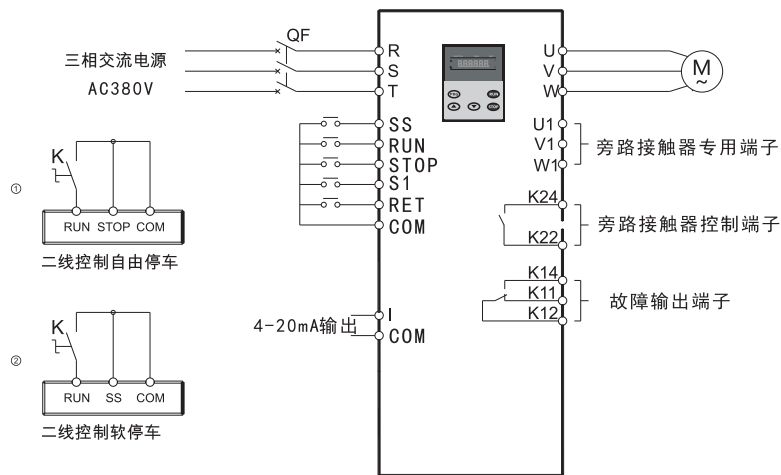 QF
三相交流电源
AC380V
R
S
T
SS
RUN
STOP
S1
RET
COM
4-20mA输出
I
COM
U
V
W
M
~
U1
V1
W1
旁路接触器专用端子
K24
K22
旁路接触器控制端子
K14
K11
K12
故障输出端子
①
K
RUN STOP COM
二线控制自由停车
②
K
RUN SS COM
二线控制软停车
RUN
STOP